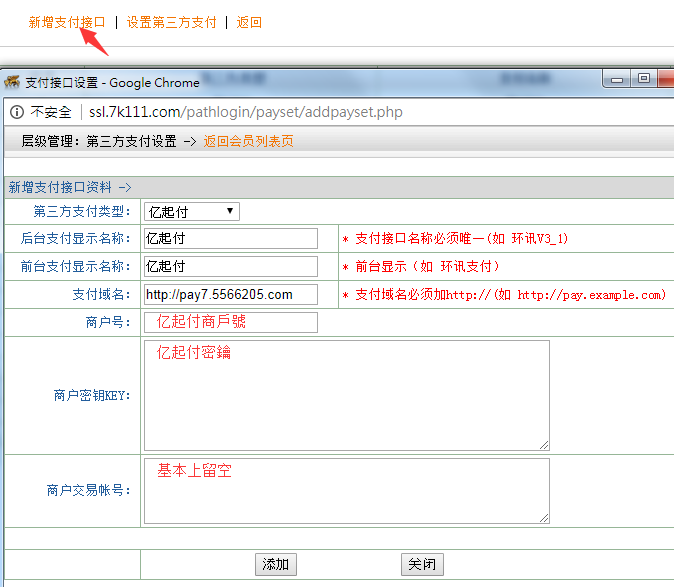 新增支付接口 | 设置第三方支付 | 返回
支付接口设置 - Google Chrome
不安全 | ssl.7k111.com/pathlogin/payset/addpayset.php
层级管理：第三方支付设置 -> 返回会员列表页
新增支付接口资料 ->
第三方支付类型： 亿起付
后台支付显示名称： 亿起付 * 支付接口名称必须唯一(如 环讯V3_1)
前台支付显示名称： 亿起付 * 前台显示（如 环讯支付）
支付域名： http://pay7.5566205.com * 支付域名必须加http://(如 http://pay.example.com)
商户号： 亿起付商戶號
商户密钥KEY： 亿起付密鑰
商户交易帐号： 基本上留空
添加 关闭